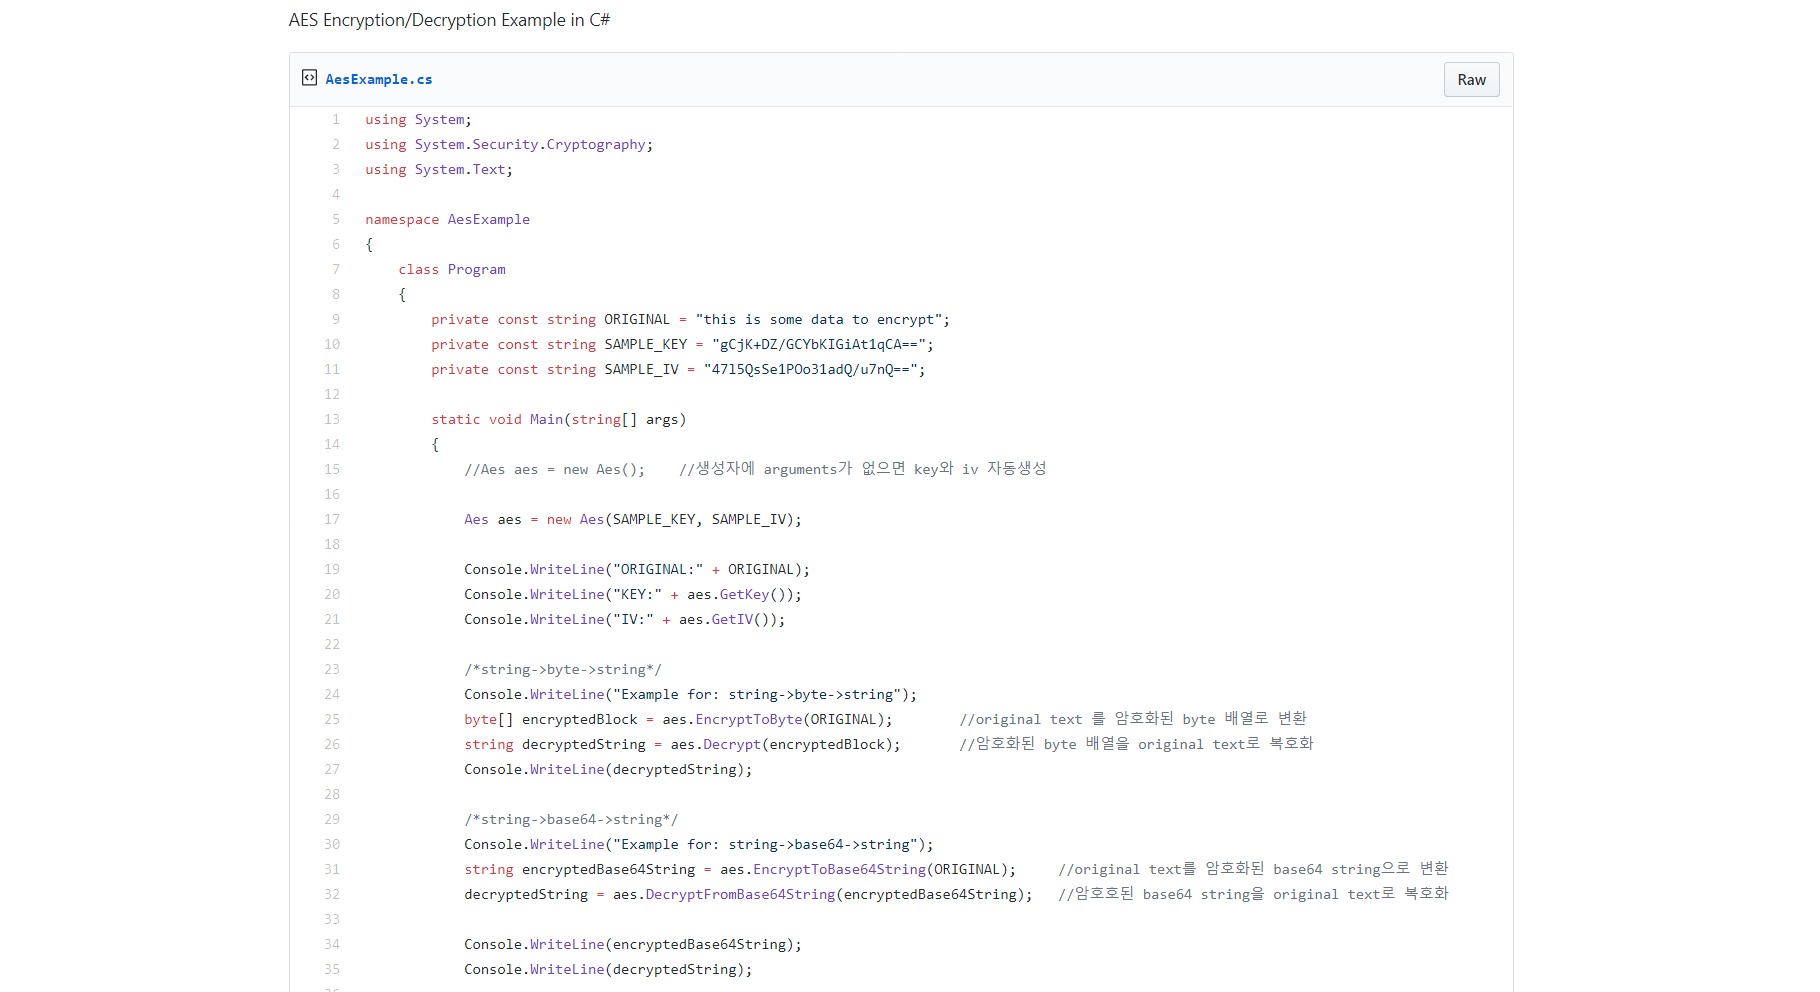 AES Encryption/Decryption Example in C#
AesExample.cs
Raw
1 using System;
2 using System.Security.Cryptography;
3 using System.Text;
4
5 namespace AesExample
6 {
7 class Program
8 {
9 private const string ORIGINAL = "this is some data to encrypt";
10 private const string SAMPLE_KEY = "gCjK+DZ/GCYbKIGiAt1qCA==";
11 private const string SAMPLE_IV = "47l5QsSe1POo31adQ/u7nQ==";
12
13 static void Main(string[] args)
14 {
15 //Aes aes = new Aes(); //생성자에 arguments가 없으면 key와 iv 자동생성
16
17 Aes aes = new Aes(SAMPLE_KEY, SAMPLE_IV);
18
19 Console.WriteLine("ORIGINAL:" + ORIGINAL);
20 Console.WriteLine("KEY:" + aes.GetKey());
21 Console.WriteLine("IV:" + aes.GetIV());
22
23 /*string->byte->string*/
24 Console.WriteLine("Example for: string->byte->string");
25 byte[] encryptedBlock = aes.EncryptToByte(ORIGINAL); //original text 를 암호화된 byte 배열로 변환
26 string decryptedString = aes.Decrypt(encryptedBlock); //암호화된 byte 배열을 original text로 복호화
27 Console.WriteLine(decryptedString);
28
29 /*string->base64->string*/
30 Console.WriteLine("Example for: string->base64->string");
31 string encryptedBase64String = aes.EncryptToBase64String(ORIGINAL); //original text를 암호화된 base64 string으로 변환
32 decryptedString = aes.DecryptFromBase64String(encryptedBase64String); //암호호된 base64 string을 original text로 복호화
33
34 Console.WriteLine(encryptedBase64String);
35 Console.WriteLine(decryptedString);